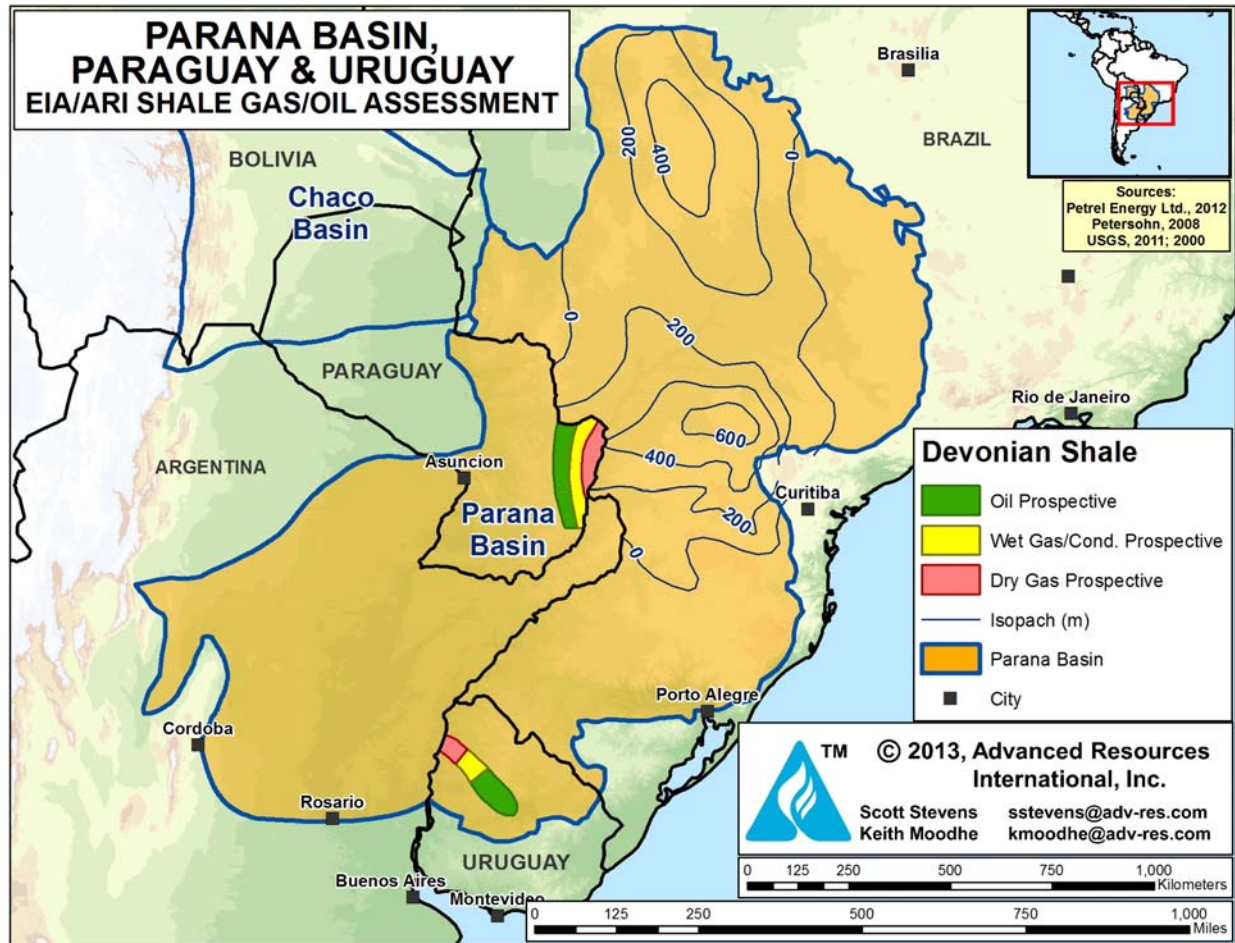 PARANA BASIN,
PARAGUAY & URUGUAY
EIA/ARI SHALE GAS/OIL ASSESSMENT
Brasilia
BRAZIL
Sources:
Petrel Energy Ltd., 2012
Petersohn, 2008
USGS, 2011; 2000
BOLIVIA
Chaco
Basin
200
400
0
0
200
PARAGUAY
600
400
200
0
Rio de Janeiro
ARGENTINA
Asuncion
Parana
Basin
Curitiba
Devonian Shale
Oil Prospective
Wet Gas/Cond. Prospective
Dry Gas Prospective
Isopach (m)
Parana Basin
City
Porto Alegre
Cordoba
Rosario
URUGUAY
Buenos Aires
Montevideo
TM
© 2013, Advanced Resources
International, Inc.
Scott Stevens sstevens@adv-res.com
Keith Moodhe kmoodhe@adv-res.com
0 125 250 500 750 1,000
Kilometers
0 125 250 500 750 1,000
Miles